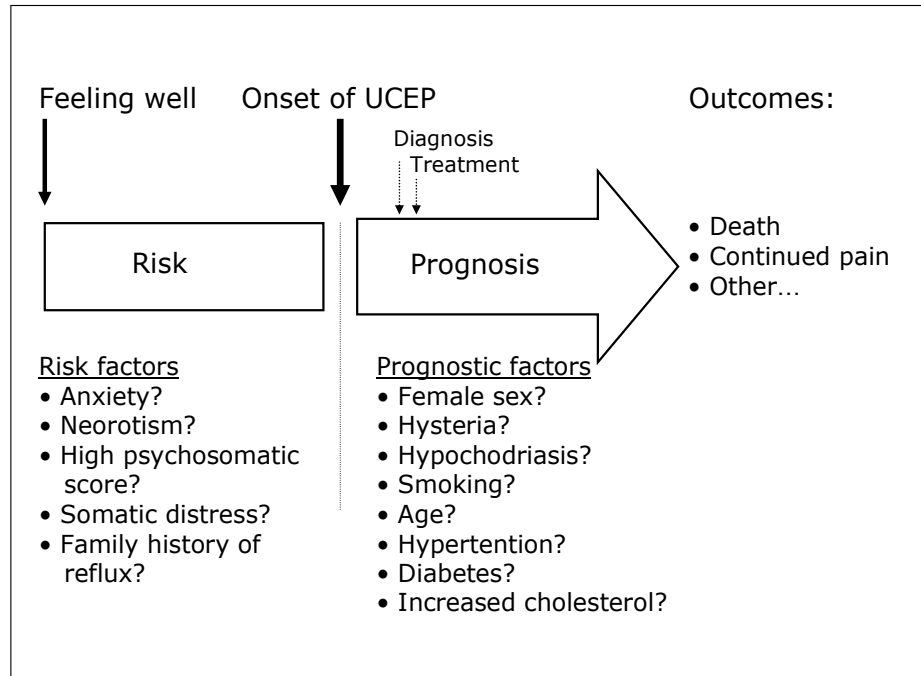 Feeling well
Onset of UCEP
Outcomes:
Diagnosis
Treatment
Risk
Prognosis
• Death
• Continued pain
• Other…
Risk factors
• Anxiety?
• Neorotism?
• High psychosomatic
score?
• Somatic distress?
• Family history of
reflux?
Prognostic factors
• Female sex?
• Hysteria?
• Hypochodriasis?
• Smoking?
• Age?
• Hypertention?
• Diabetes?
• Increased cholesterol?